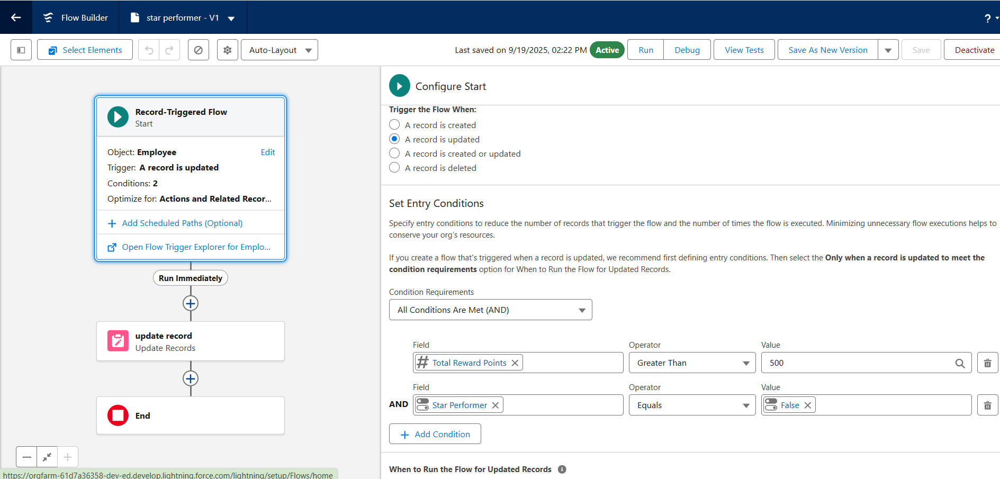 Flow Builder
star performer - V1
?
Select Elements
Auto-Layout
Last saved on 9/19/2025, 02:22 PM
Active
Run
Debug
View Tests
Save As New Version
Save
Deactivate
Record-Triggered Flow
Start
Object: Employee
Edit
Trigger: A record is updated
Conditions: 2
Optimize for: Actions and Related Recor...
Add Scheduled Paths (Optional)
Open Flow Trigger Explorer for Emplo...
Run Immediately
update record
Update Records
End
https://orgfarm-61d7a36358-dev-ed.develop.lightning.force.com/lightning/setup/Flows/home
Configure Start
Trigger the Flow When:
A record is created
A record is updated
A record is created or updated
A record is deleted
Set Entry Conditions
Specify entry conditions to reduce the number of records that trigger the flow and the number of times the flow is executed. Minimizing unnecessary flow executions helps to
conserve your org's resources.
If you create a flow that's triggered when a record is updated, we recommend first defining entry conditions. Then select the Only when a record is updated to meet the
condition requirements option for When to Run the Flow for Updated Records.
Condition Requirements
All Conditions Are Met (AND)
Field
Operator
Value
Total Reward Points
Greater Than
500
Field
Operator
Value
AND
Star Performer
Equals
False
Add Condition
When to Run the Flow for Updated Records